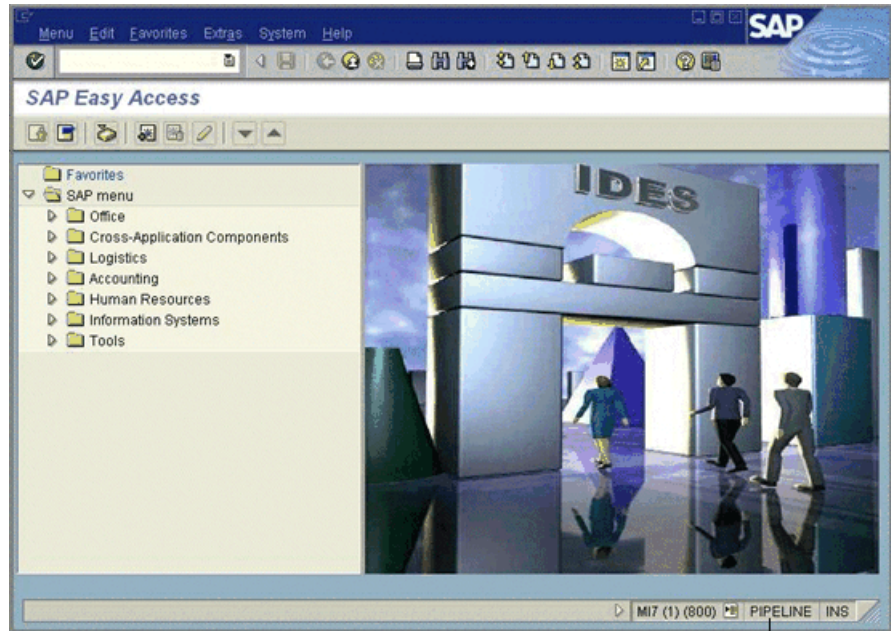 Menu Edit Favorites Extras System Help
SAP
SAP Easy Access
Favorites
SAP menu
Office
Cross-Application Components
Logistics
Accounting
Human Resources
Information Systems
Tools
IDES
MI7 (1) (800) PIPELINE INS